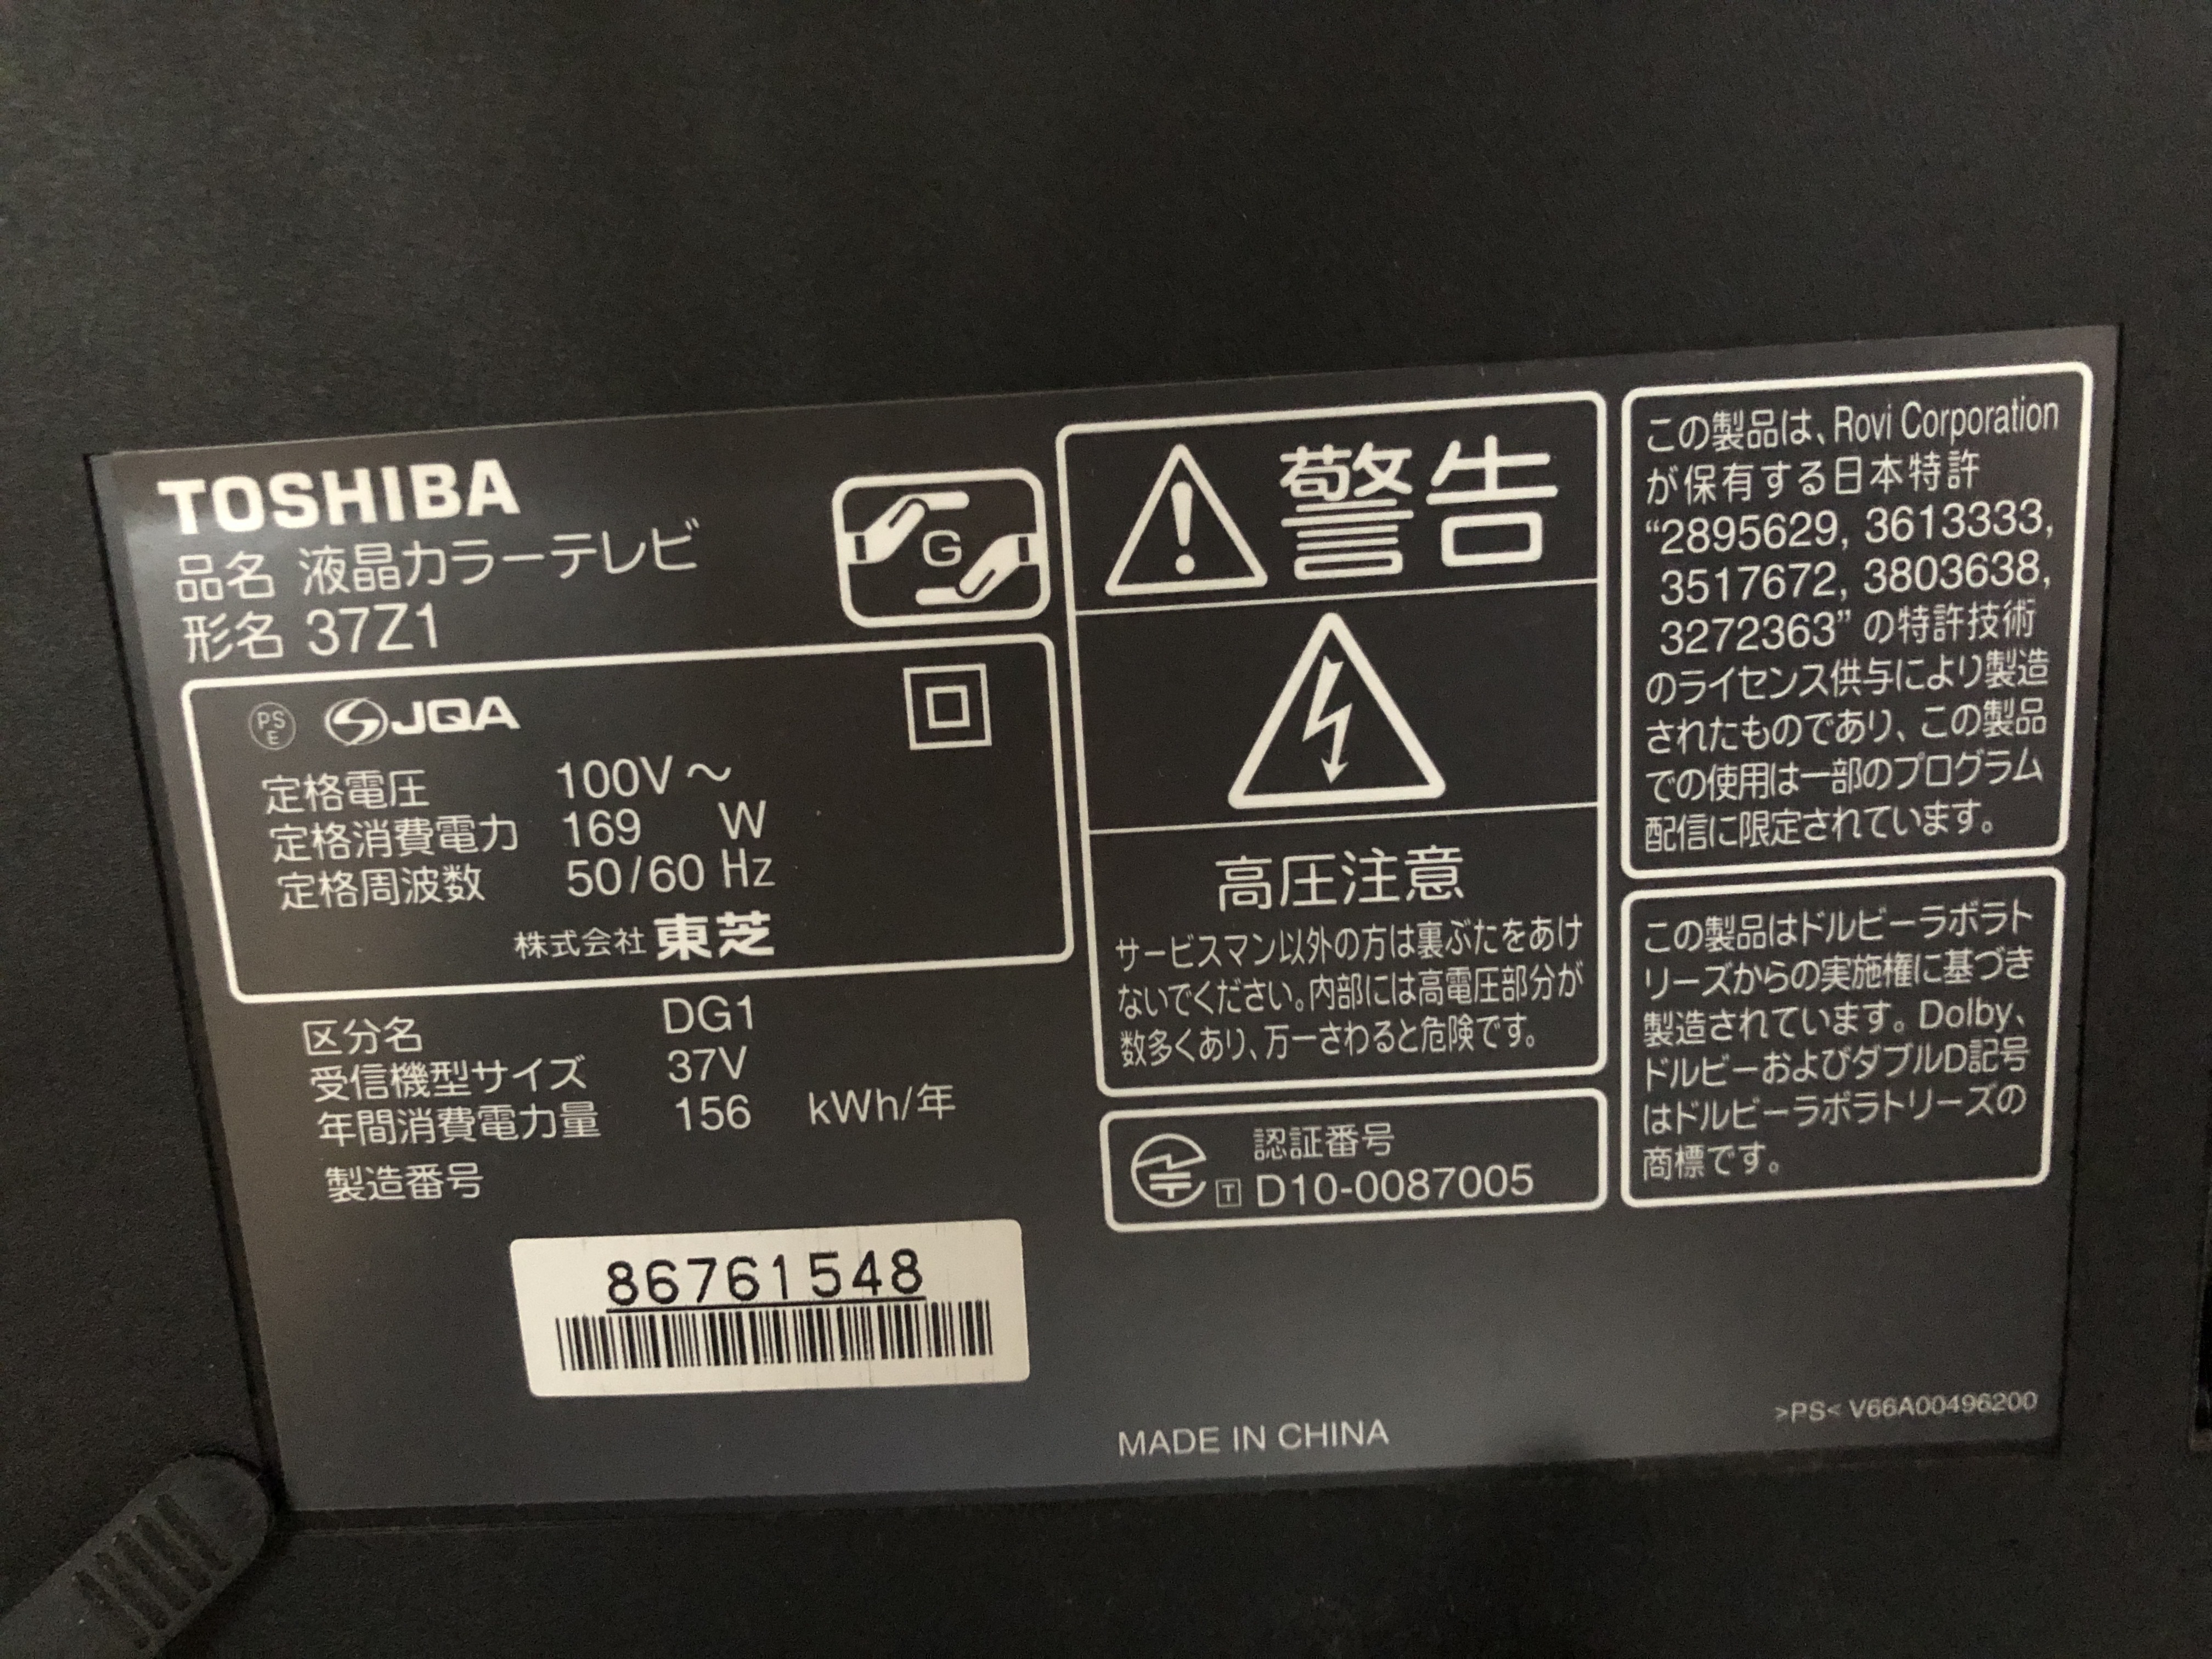 TOSHIBA
品名 液晶カラーテレビ
形名 37Z1
G
PS
E
JQA
定格電圧 100V～
定格消費電力 169 W
定格周波数 50/60 Hz
株式会社 東芝
区分名 DG1
受信機型サイズ 37V
年間消費電力量 156 kWh/年
製造番号
86761548
警告
高圧注意
サービスマン以外の方は裏ぶたをあけ
ないでください。内部には高電圧部分が
数多くあり、万一さわると危険です。
認証番号
T D10-0087005
この製品は、Rovi Corporation
が保有する日本特許
“2895629, 3613333,
3517672, 3803638,
3272363” の特許技術
のライセンス供与により製造
されたものであり、この製品
での使用は一部のプログラム
配信に限定されています。
この製品はドルビーラボラト
リーズからの実施権に基づき
製造されています。Dolby、
ドルビーおよびダブルD記号
はドルビーラボラトリーズの
商標です。
MADE IN CHINA
>PS< V66A00496200